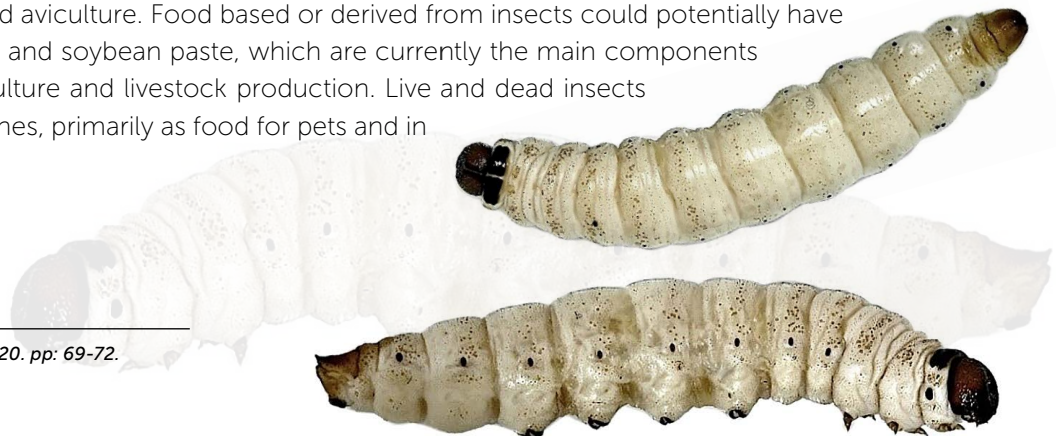 d aviculture. Food based or derived from insects could potentially have
and soybean paste, which are currently the main components
ulture and livestock production. Live and dead insects
nes, primarily as food for pets and in
20. pp: 69-72.